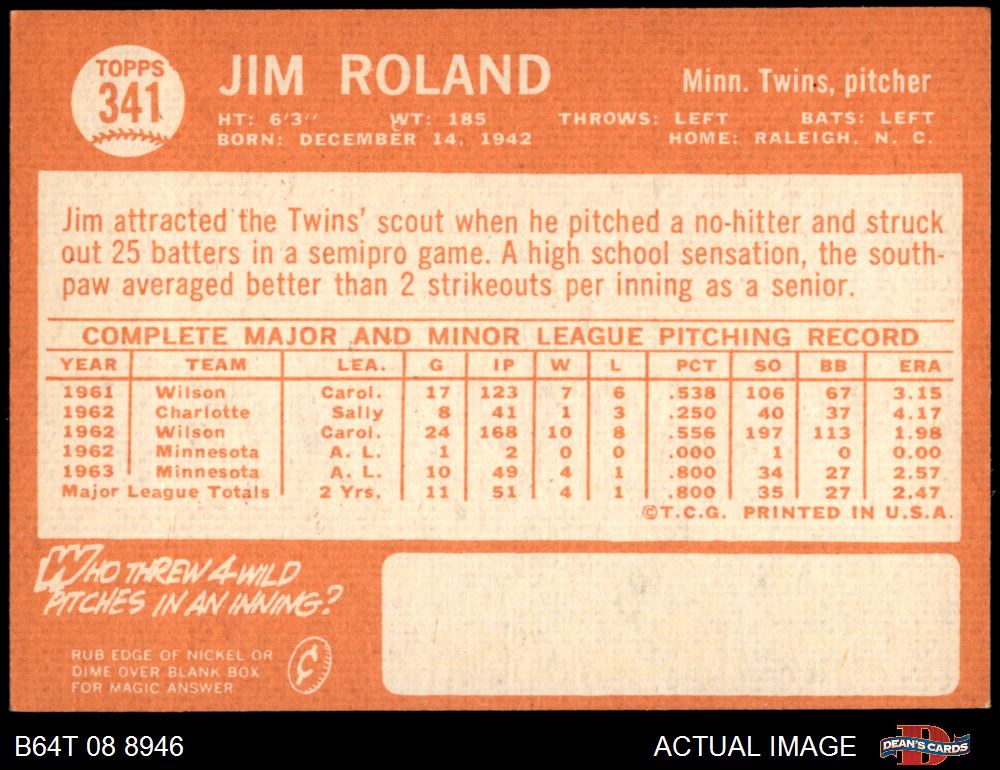 TOPPS
341
JIM ROLAND
Minn. Twins, pitcher
HT: 6'3" WT: 185 THROWS: LEFT BATS: LEFT
BORN: DECEMBER 14, 1942 HOME: RALEIGH, N. C.
Jim attracted the Twins' scout when he pitched a no-hitter and struck
out 25 batters in a semipro game. A high school sensation, the south-
paw averaged better than 2 strikeouts per inning as a senior.
COMPLETE MAJOR AND MINOR LEAGUE PITCHING RECORD
YEAR TEAM LEA. G IP W L PCT SO BB ERA
1961 Wilson Carol. 17 123 7 6 .538 106 67 3.15
1962 Charlotte Sally 8 41 1 3 .250 40 37 4.17
1962 Wilson Carol. 24 168 10 8 .556 197 113 1.98
1962 Minnesota A. L. 1 2 0 0 .000 1 0 0.00
1963 Minnesota A. L. 10 49 4 1 .800 34 27 2.57
Major League Totals 2 Yrs. 11 51 4 1 .800 35 27 2.47
©T.C.G. PRINTED IN U.S.A.
WHO THREW 4 WILD
PITCHES IN AN INNING?
RUB EDGE OF NICKEL OR
DIME OVER BLANK BOX
FOR MAGIC ANSWER
¢
B64T 08 8946 ACTUAL IMAGE
D
DEAN'S CARDS